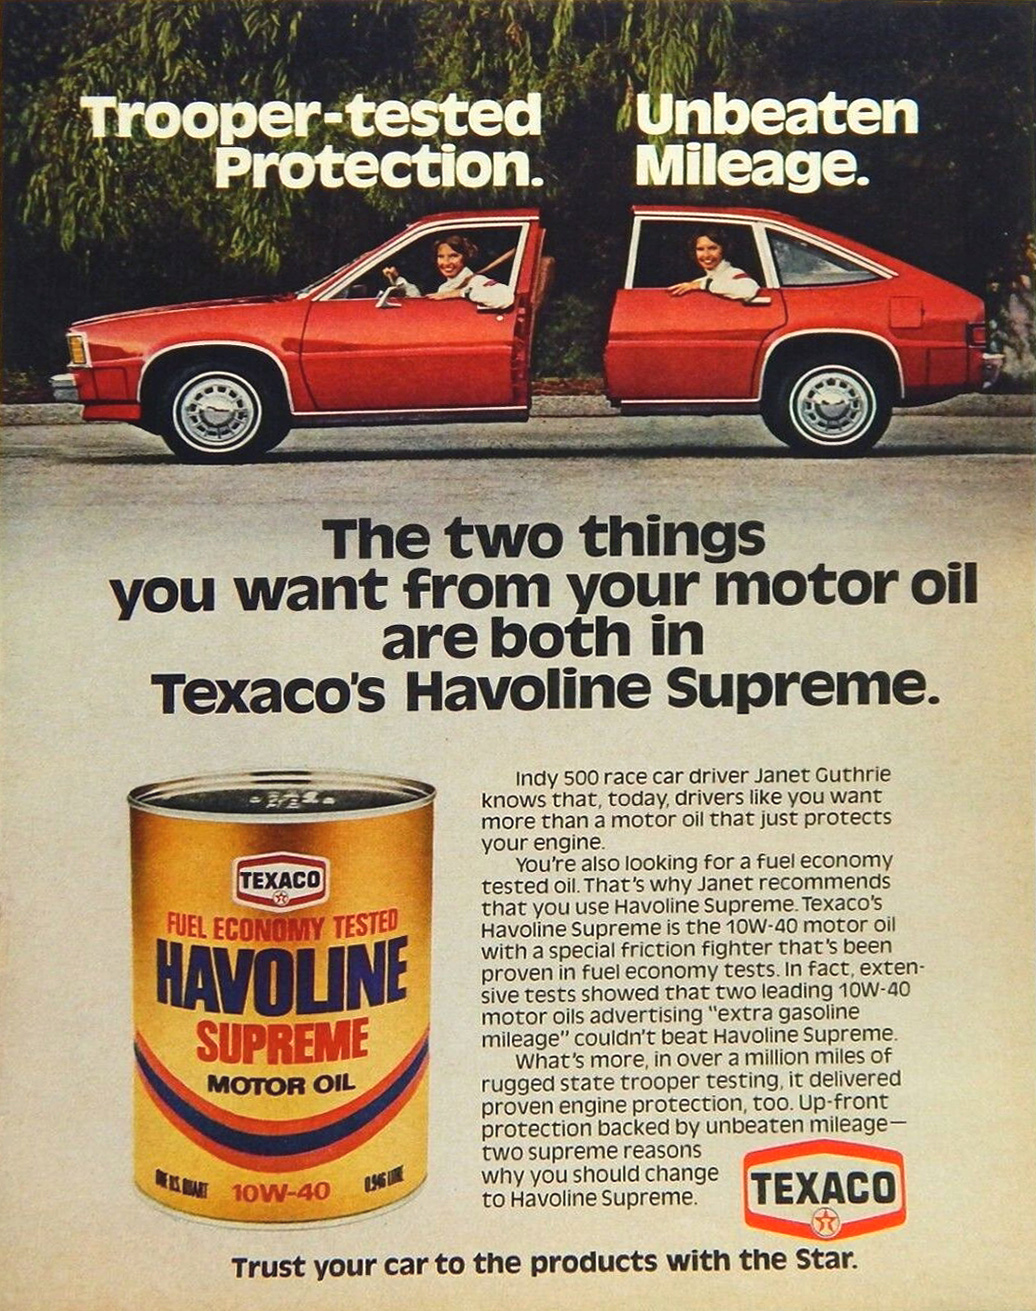 Trooper-tested
Protection.
Unbeaten
Mileage.
The two things
you want from your motor oil
are both in
Texaco's Havoline Supreme.
TEXACO
FUEL ECONOMY TESTED
HAVOLINE
SUPREME
MOTOR OIL
ONE U.S. QUART
10W-40
0.946 LITRE
Indy 500 race car driver Janet Guthrie
knows that, today, drivers like you want
more than a motor oil that just protects
your engine.
You're also looking for a fuel economy
tested oil. That's why Janet recommends
that you use Havoline Supreme. Texaco's
Havoline Supreme is the 10W-40 motor oil
with a special friction fighter that's been
proven in fuel economy tests. In fact, exten-
sive tests showed that two leading 10W-40
motor oils advertising "extra gasoline
mileage" couldn't beat Havoline Supreme.
What's more, in over a million miles of
rugged state trooper testing, it delivered
proven engine protection, too. Up-front
protection backed by unbeaten mileage—
two supreme reasons
why you should change
to Havoline Supreme.
TEXACO
T
Trust your car to the products with the Star.